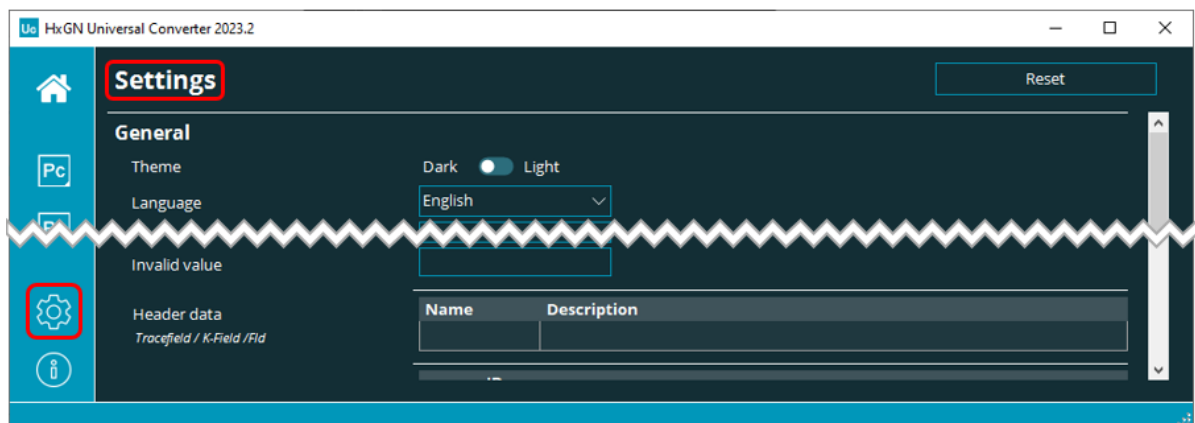 Uc HxGN Universal Converter 2023.2
Settings
Reset
General
Pc
Theme
Dark Light
Language
English
Invalid value
Header data
Tracefield / K-Field /Fld
Name Description